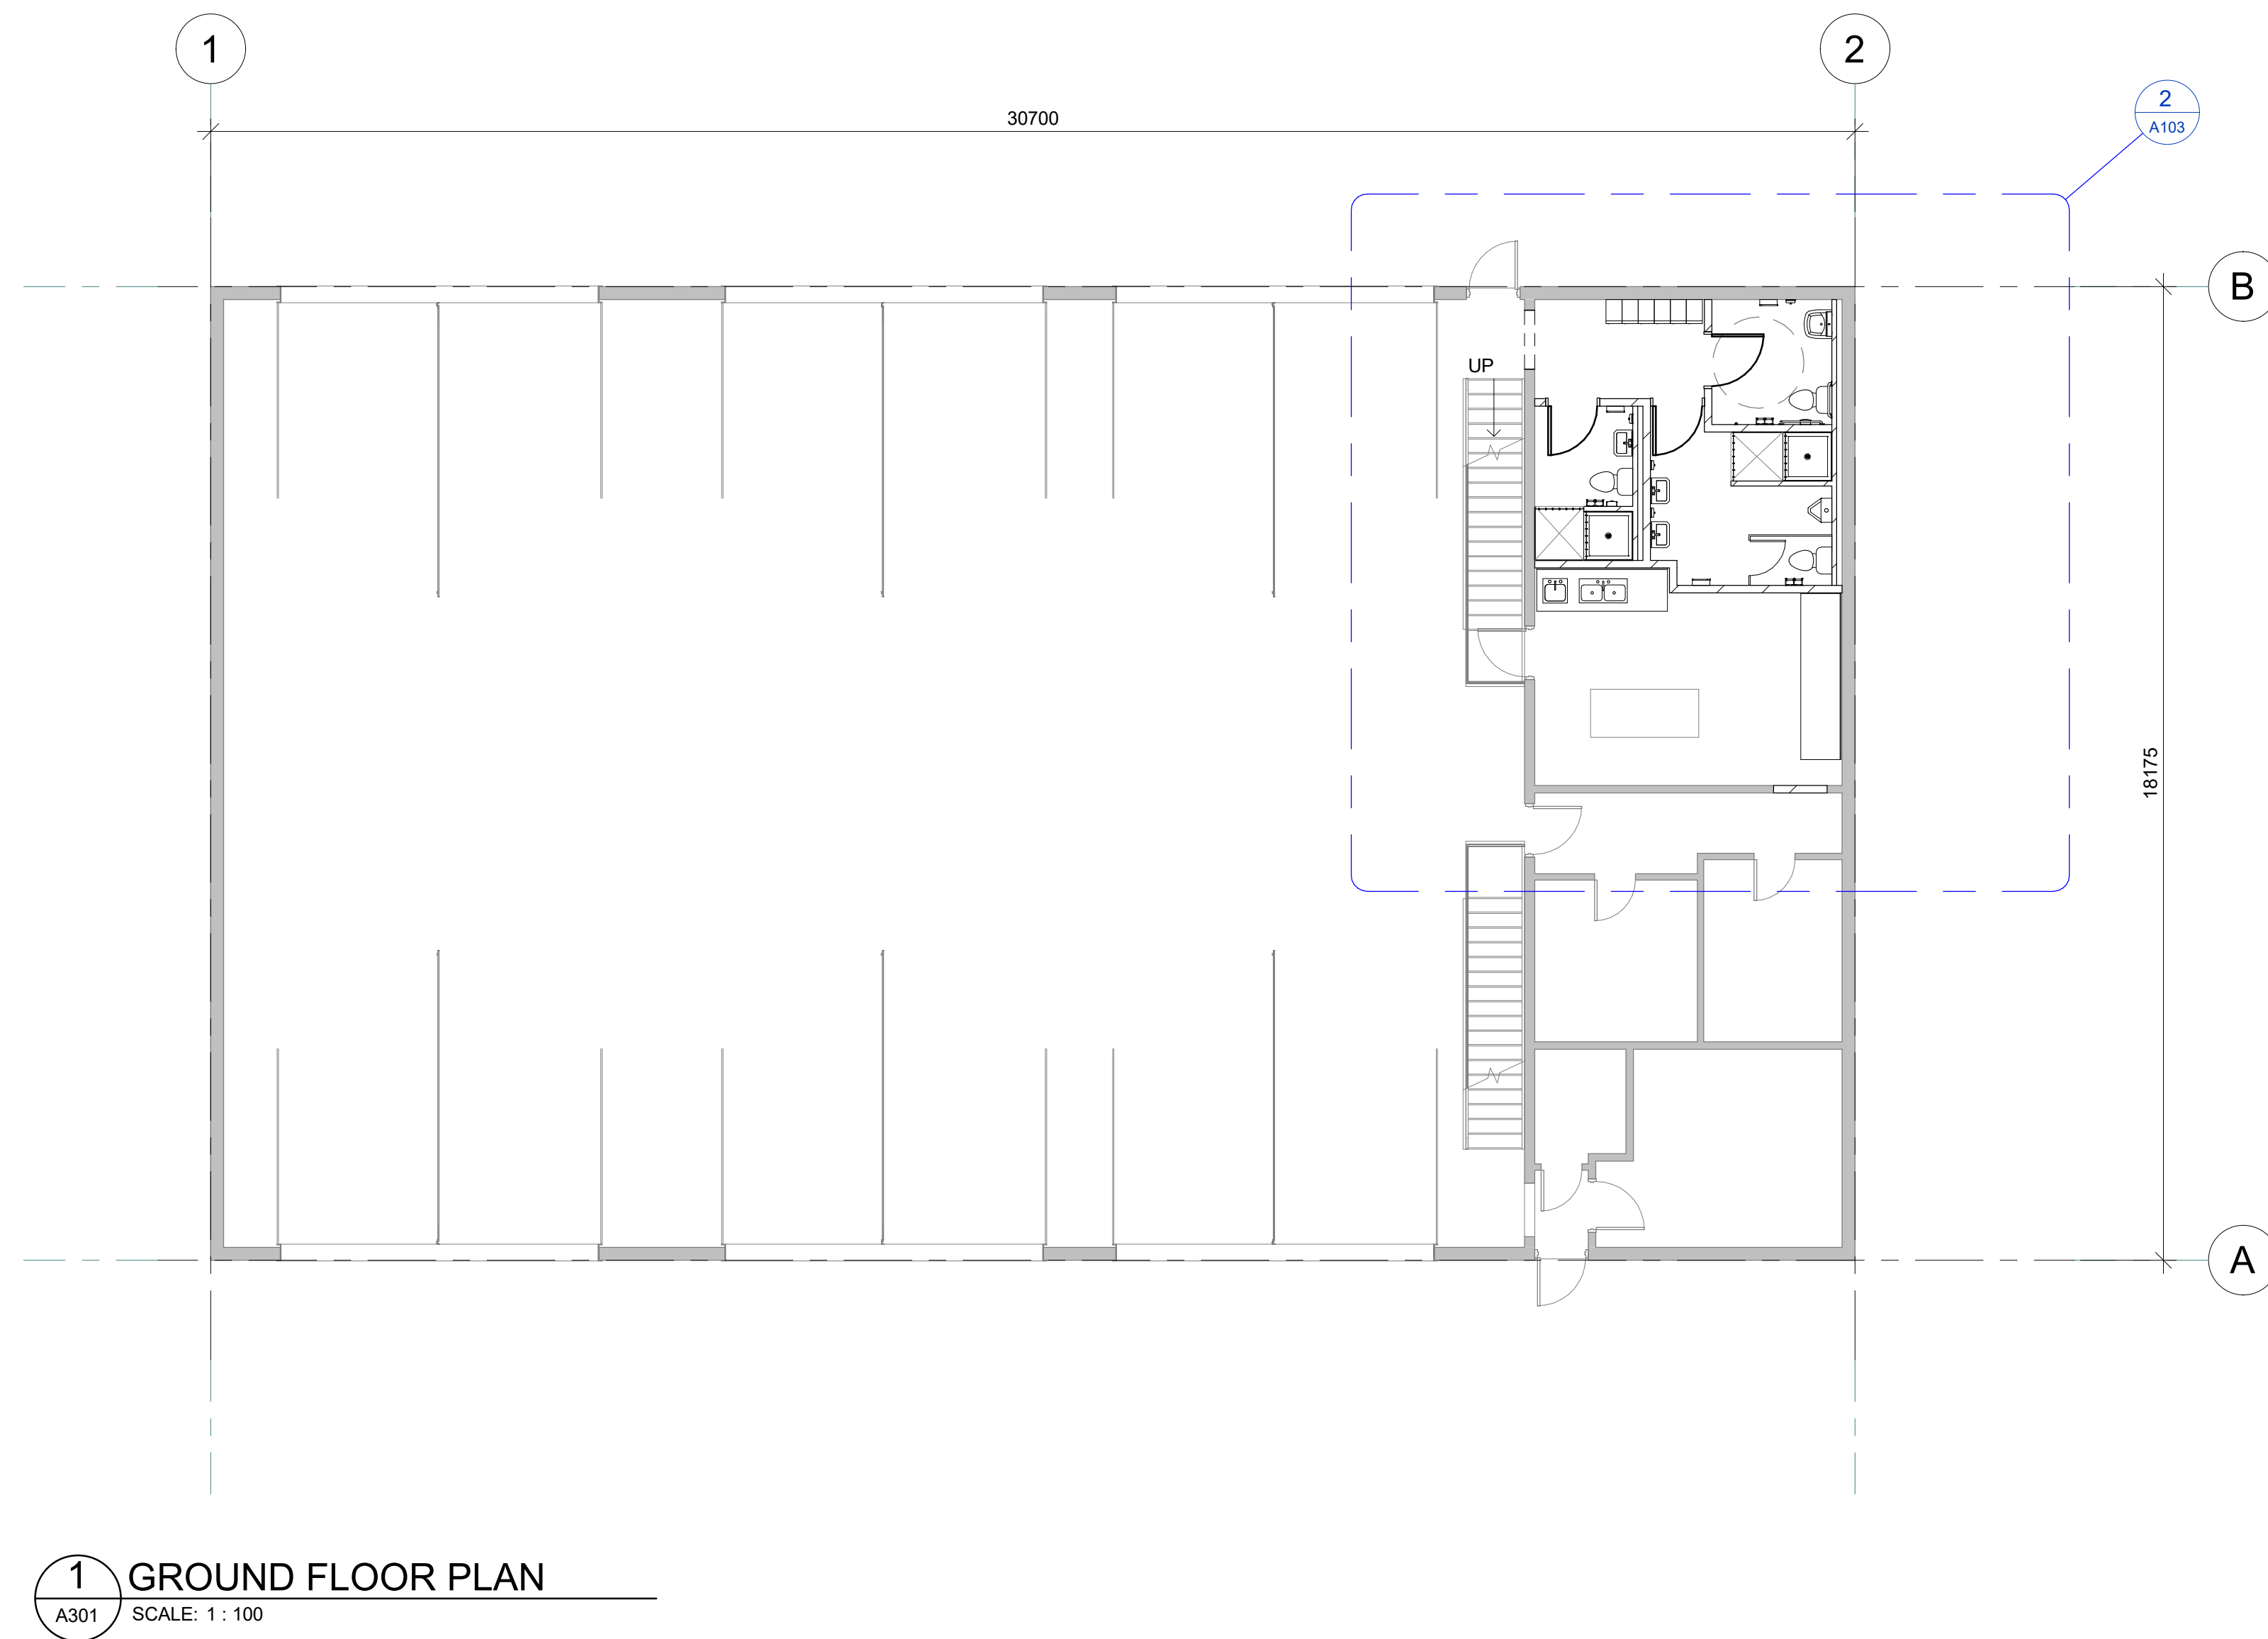 1
2
2
A103
30700
B
UP
18175
A
1
GROUND FLOOR PLAN
A301
SCALE: 1 : 100